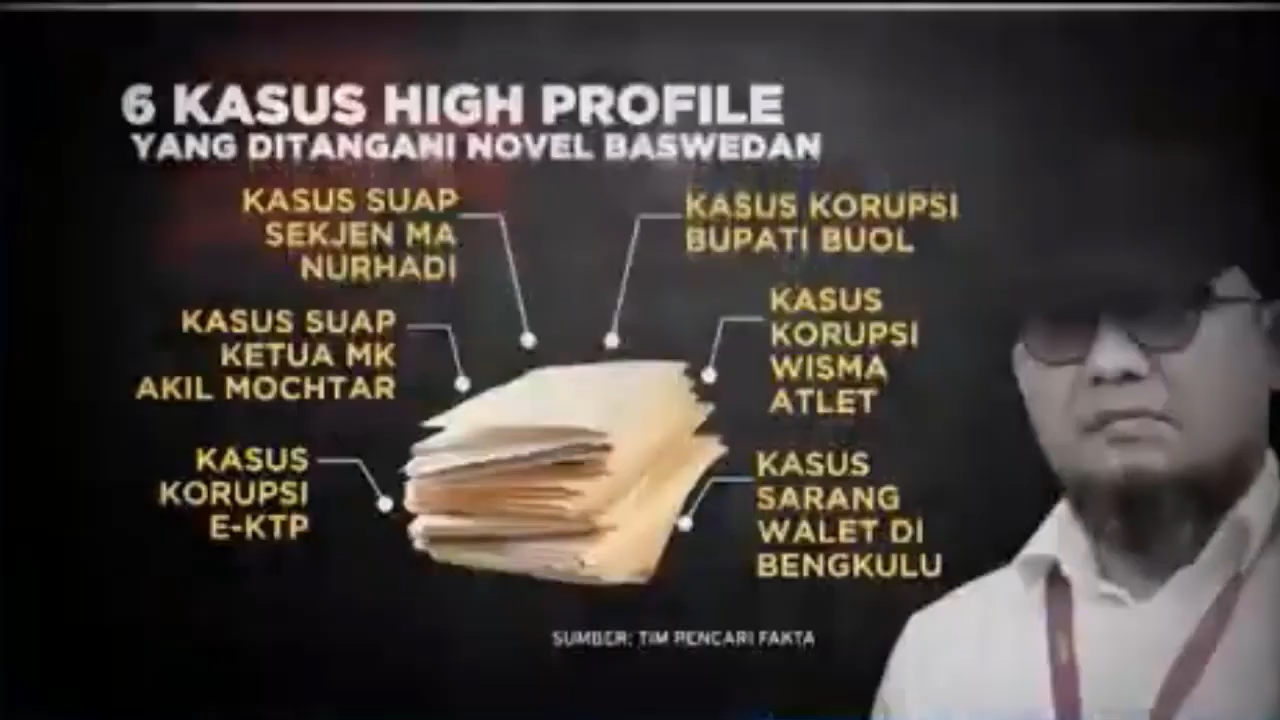 6 KASUS HIGH PROFILE
YANG DITANGANI NOVEL BASWEDAN
KASUS SUAP
SEKJEN MA
NURHADI
KASUS SUAP
KETUA MK
AKIL MOCHTAR
KASUS
KORUPSI
E-KTP
KASUS KORUPSI
BUPATI BUOL
KASUS
KORUPSI
WISMA
ATLET
KASUS
SARANG
WALET DI
BENGKULU
SUMBER: TIM PENCARI FAKTA